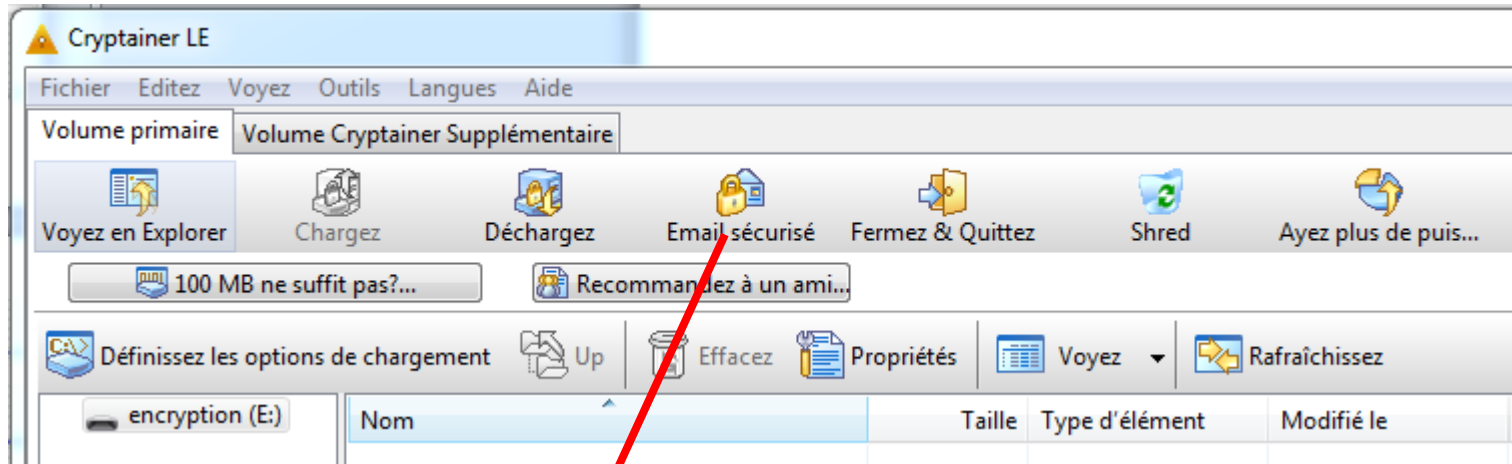 Cryptainer LE
Fichier Editez Voyez Outils Langues Aide
Volume primaire Volume Cryptainer Supplémentaire
Voyez en Explorer Chargez Déchargez Email sécurisé Fermez & Quittez Shred Ayez plus de puis...
100 MB ne suffit pas?... Recommandez à un ami...
C:\> Définissez les options de chargement Up Effacez Propriétés Voyez Rafraîchissez
encryption (E:) Nom Taille Type d'élément Modifié le